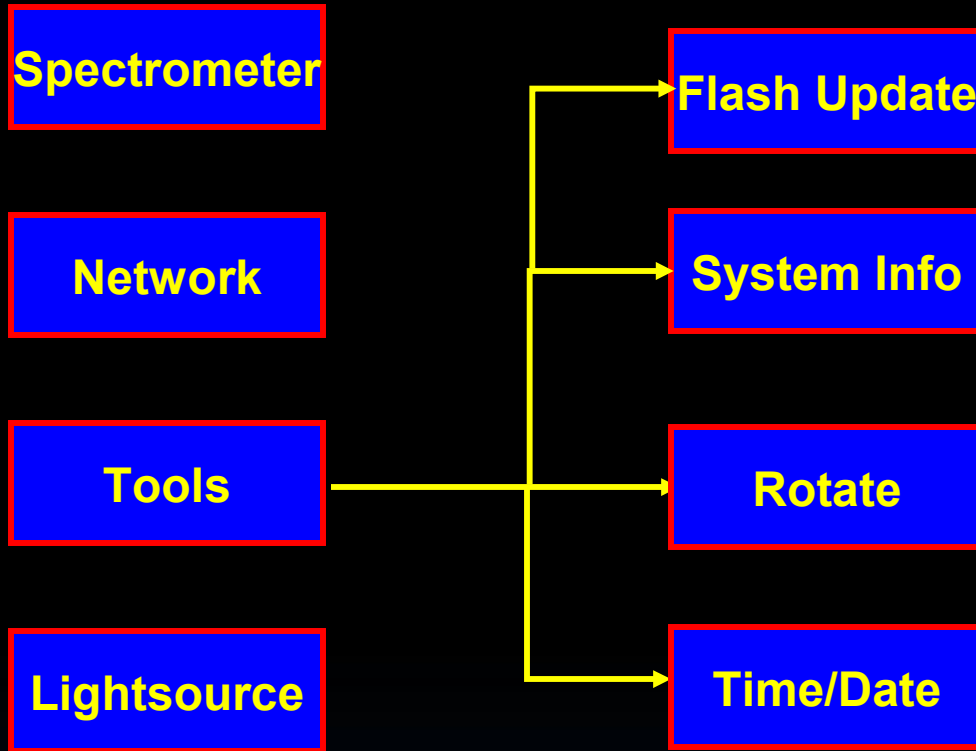 Spectrometer
Network
Tools
Lightsource
Flash Update
System Info
Rotate
Time/Date